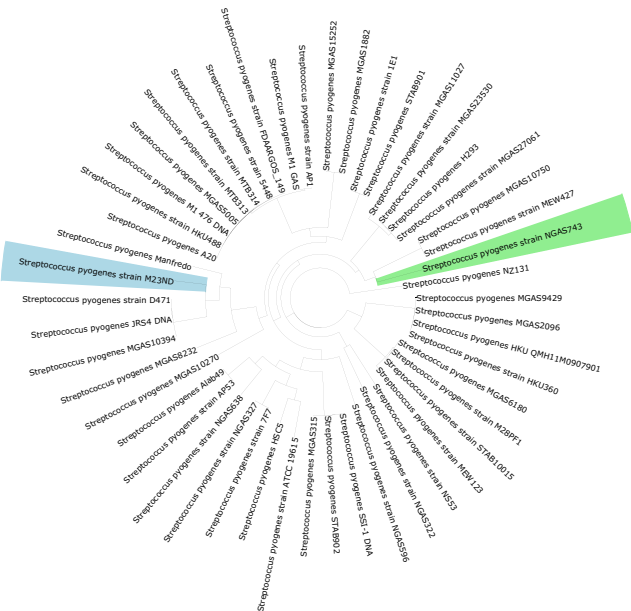 Streptococcus pyogenes MGAS15252
Streptococcus pyogenes MGAS1882
Streptococcus pyogenes strain 1E1
Streptococcus pyogenes STAB901
Streptococcus pyogenes strain MGAS11027
Streptococcus pyogenes strain MGAS23530
Streptococcus pyogenes H293
Streptococcus pyogenes strain MGAS27061
Streptococcus pyogenes MGAS10750
Streptococcus pyogenes strain MEW427
Streptococcus pyogenes strain NGAS743
Streptococcus pyogenes NZ131
Streptococcus pyogenes MGAS9429
Streptococcus pyogenes MGAS2096
Streptococcus pyogenes HKU QMH11M0907901
Streptococcus pyogenes strain HKU360
Streptococcus pyogenes MGAS6180
Streptococcus pyogenes strain M28PF1
Streptococcus pyogenes strain STAB10015
Streptococcus pyogenes strain MEW123
Streptococcus pyogenes strain NS53
Streptococcus pyogenes strain NGAS322
Streptococcus pyogenes strain NGAS596
Streptococcus pyogenes SSI-1 DNA
Streptococcus pyogenes STAB902
Streptococcus pyogenes MGAS315
Streptococcus pyogenes strain ATCC 19615
Streptococcus pyogenes HSC5
Streptococcus pyogenes strain 7F7
Streptococcus pyogenes strain NGAS327
Streptococcus pyogenes strain NGAS638
Streptococcus pyogenes strain AP53
Streptococcus pyogenes Alab49
Streptococcus pyogenes MGAS10270
Streptococcus pyogenes MGAS8232
Streptococcus pyogenes MGAS10394
Streptococcus pyogenes JRS4 DNA
Streptococcus pyogenes strain D471
Streptococcus pyogenes strain M23ND
Streptococcus pyogenes Manfredo
Streptococcus pyogenes A20
Streptococcus pyogenes strain HKU488
Streptococcus pyogenes M1 476 DNA
Streptococcus pyogenes MGAS5005
Streptococcus pyogenes strain MTB313
Streptococcus pyogenes strain MTB314
Streptococcus pyogenes strain S448
Streptococcus pyogenes strain FDAARGOS_149
Streptococcus pyogenes M1 GAS
Streptococcus pyogenes strain AP1